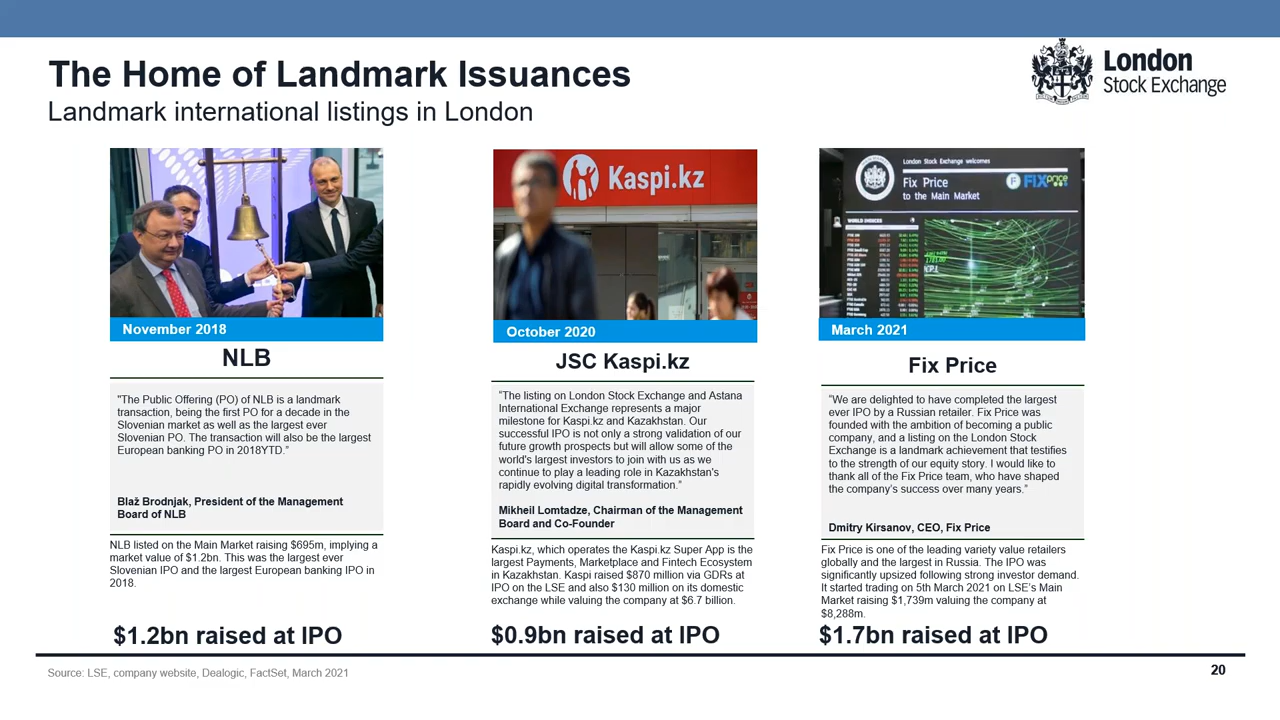 The Home of Landmark Issuances
Landmark international listings in London
London
Stock Exchange
Kaspi.kz
London Stock Exchange welcomes
Fix Price
to the Main Market
FIXprice
WORLD INDICES
November 2018
October 2020
March 2021
NLB
"The Public Offering (PO) of NLB is a landmark
transaction, being the first PO for a decade in the
Slovenian market as well as the largest ever
Slovenian PO. The transaction will also be the largest
European banking PO in 2018YTD."
Blaž Brodnjak, President of the Management
Board of NLB
NLB listed on the Main Market raising $695m, implying a
market value of $1.2bn. This was the largest ever
Slovenian IPO and the largest European banking IPO in
2018.
$1.2bn raised at IPO
JSC Kaspi.kz
"The listing on London Stock Exchange and Astana
International Exchange represents a major
milestone for Kaspi.kz and Kazakhstan. Our
successful IPO is not only a strong validation of our
future growth prospects but will allow some of the
world's largest investors to join with us as we
continue to play a leading role in Kazakhstan's
rapidly evolving digital transformation."
Mikheil Lomtadze, Chairman of the Management
Board and Co-Founder
Kaspi.kz, which operates the Kaspi.kz Super App is the
largest Payments, Marketplace and Fintech Ecosystem
in Kazakhstan. Kaspi raised $870 million via GDRs at
IPO on the LSE and also $130 million on its domestic
exchange while valuing the company at $6.7 billion.
$0.9bn raised at IPO
Fix Price
"We are delighted to have completed the largest
ever IPO by a Russian retailer. Fix Price was
founded with the ambition of becoming a public
company, and a listing on the London Stock
Exchange is a landmark achievement that testifies
to the strength of our equity story. I would like to
thank all of the Fix Price team, who have shaped
the company's success over many years."
Dmitry Kirsanov, CEO, Fix Price
Fix Price is one of the leading variety value retailers
globally and the largest in Russia. The IPO was
significantly upsized following strong investor demand.
It started trading on 5th March 2021 on LSE's Main
Market raising $1,739m valuing the company at
$8,288m.
$1.7bn raised at IPO
Source: LSE, company website, Dealogic, FactSet, March 2021
20